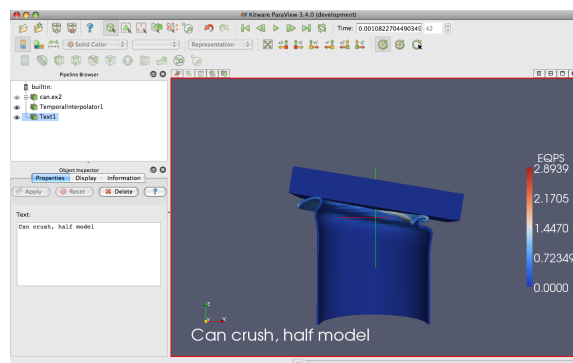 Kitware ParaView 3.4.0 (development)
Time: 0.0010822704490349 42
Solid Color
Representation
Pipeline Browser
builtin:
can.ex2
TemporalInterpolator1
Text1
Object Inspector
Properties Display Information
Apply Reset Delete ?
Text:
Can crush, half model
EQPS
2.8939
2.1705
1.4470
0.72349
0.0000
Can crush, half model